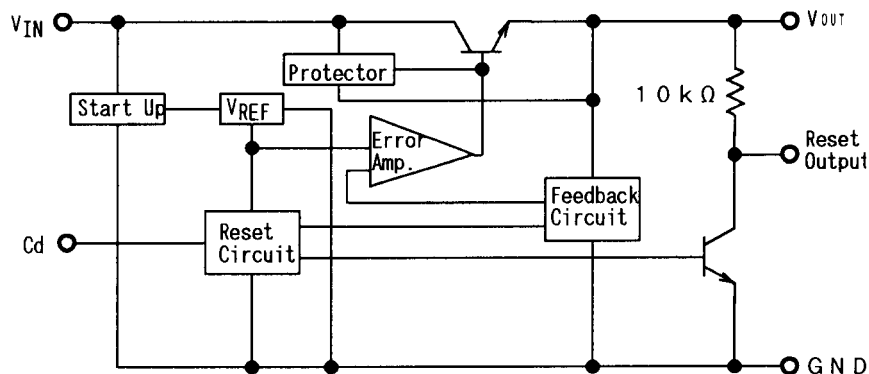 VIN
VOUT
Protector
10kΩ
Start Up
VREF
Error
Amp.
Reset
Output
Feedback
Circuit
Reset
Circuit
Cd
GND